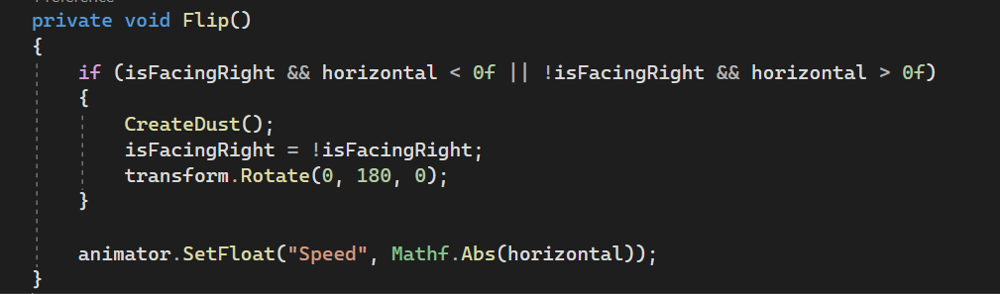 private void Flip()
{
if (isFacingRight && horizontal < 0f || !isFacingRight && horizontal > 0f)
{
CreateDust();
isFacingRight = !isFacingRight;
transform.Rotate(0, 180, 0);
}
animator.SetFloat("Speed", Mathf.Abs(horizontal));
}